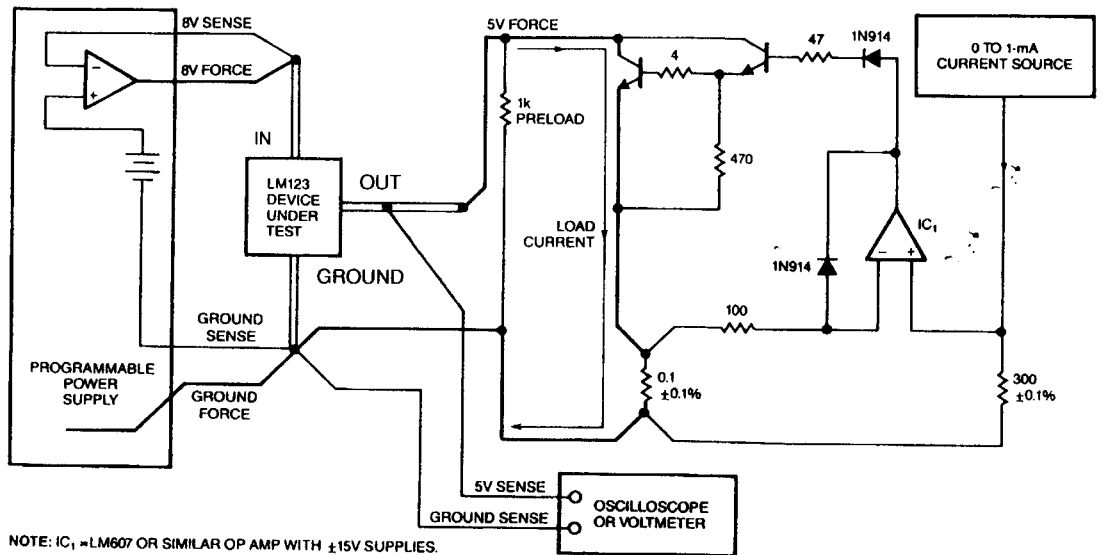 8V SENSE
8V FORCE
5V FORCE
1N914
47
4
0 TO 1-mA
CURRENT SOURCE
1k
PRELOAD
IN
OUT
470
LM123
DEVICE
UNDER
TEST
LOAD
CURRENT
IC1
1N914
GROUND
100
GROUND
SENSE
PROGRAMMABLE
POWER
SUPPLY
GROUND
FORCE
0.1
±0.1%
300
±0.1%
5V SENSE
GROUND SENSE
OSCILLOSCOPE
OR VOLTMETER
NOTE: IC1 = LM607 OR SIMILAR OP AMP WITH ±15V SUPPLIES.